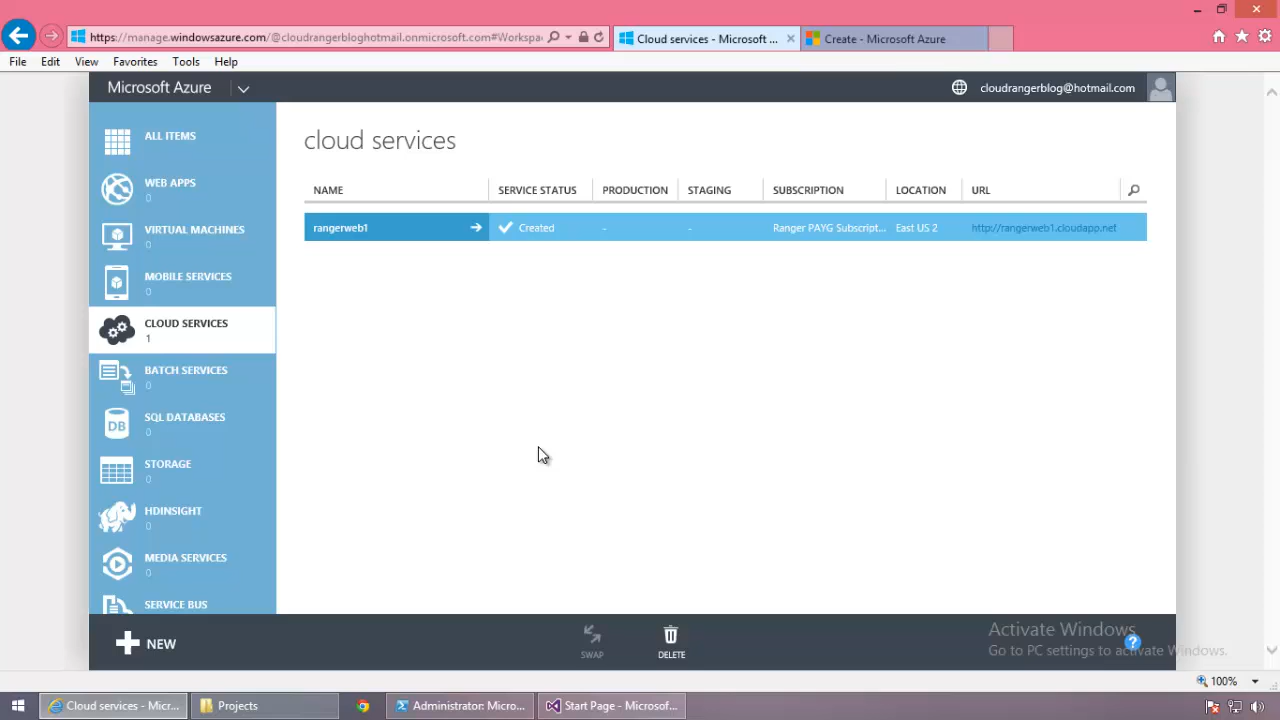 https://manage.windowsazure.com/@cloudrangerbloghotmail.onmicrosoft.com#Workspa
Cloud services - Microsoft ...
Create - Microsoft Azure
File Edit View Favorites Tools Help
Microsoft Azure
cloudrangerblog@hotmail.com
ALL ITEMS
WEB APPS
0
VIRTUAL MACHINES
0
MOBILE SERVICES
0
CLOUD SERVICES
1
BATCH SERVICES
0
SQL DATABASES
DB
0
STORAGE
0
HDINSIGHT
0
MEDIA SERVICES
0
SERVICE BUS
cloud services
NAME SERVICE STATUS PRODUCTION STAGING SUBSCRIPTION LOCATION URL
rangerweb1 Created - - Ranger PAYG Subscript... East US 2 http://rangerweb1.cloudapp.net
NEW
SWAP
DELETE
?
Activate Windows
Go to PC settings to activate Windows.
100%
Cloud services - Micr...
Projects
Administrator: Micro...
Start Page - Microsof...